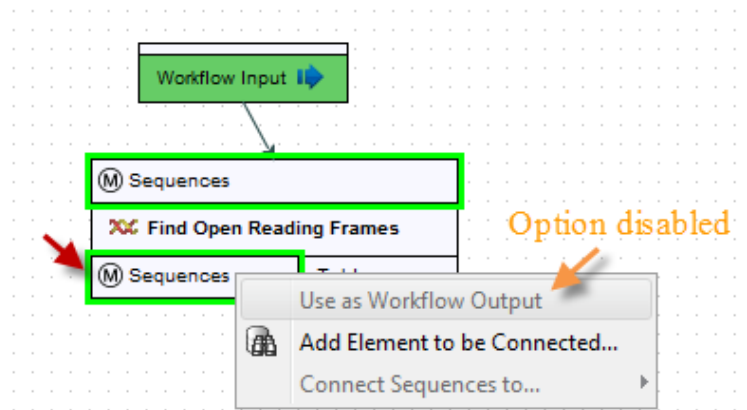 Workflow Input
M Sequences
Find Open Reading Frames
Option disabled
M Sequences
Use as Workflow Output
Add Element to be Connected...
Connect Sequences to...